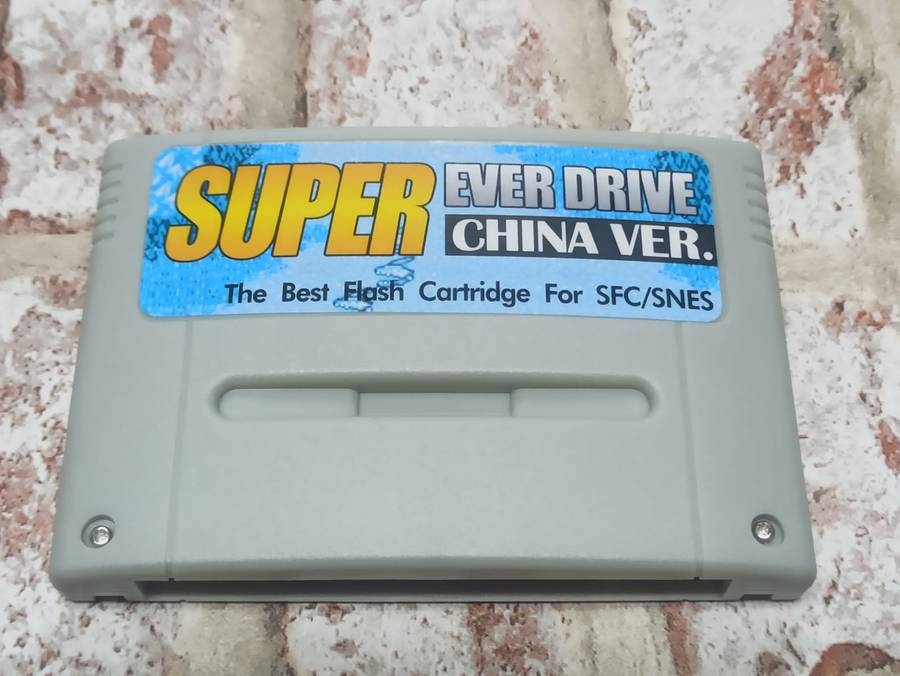 SUPER EVER DRIVE
CHINA VER.
The Best Flash Cartridge For SFC/SNES